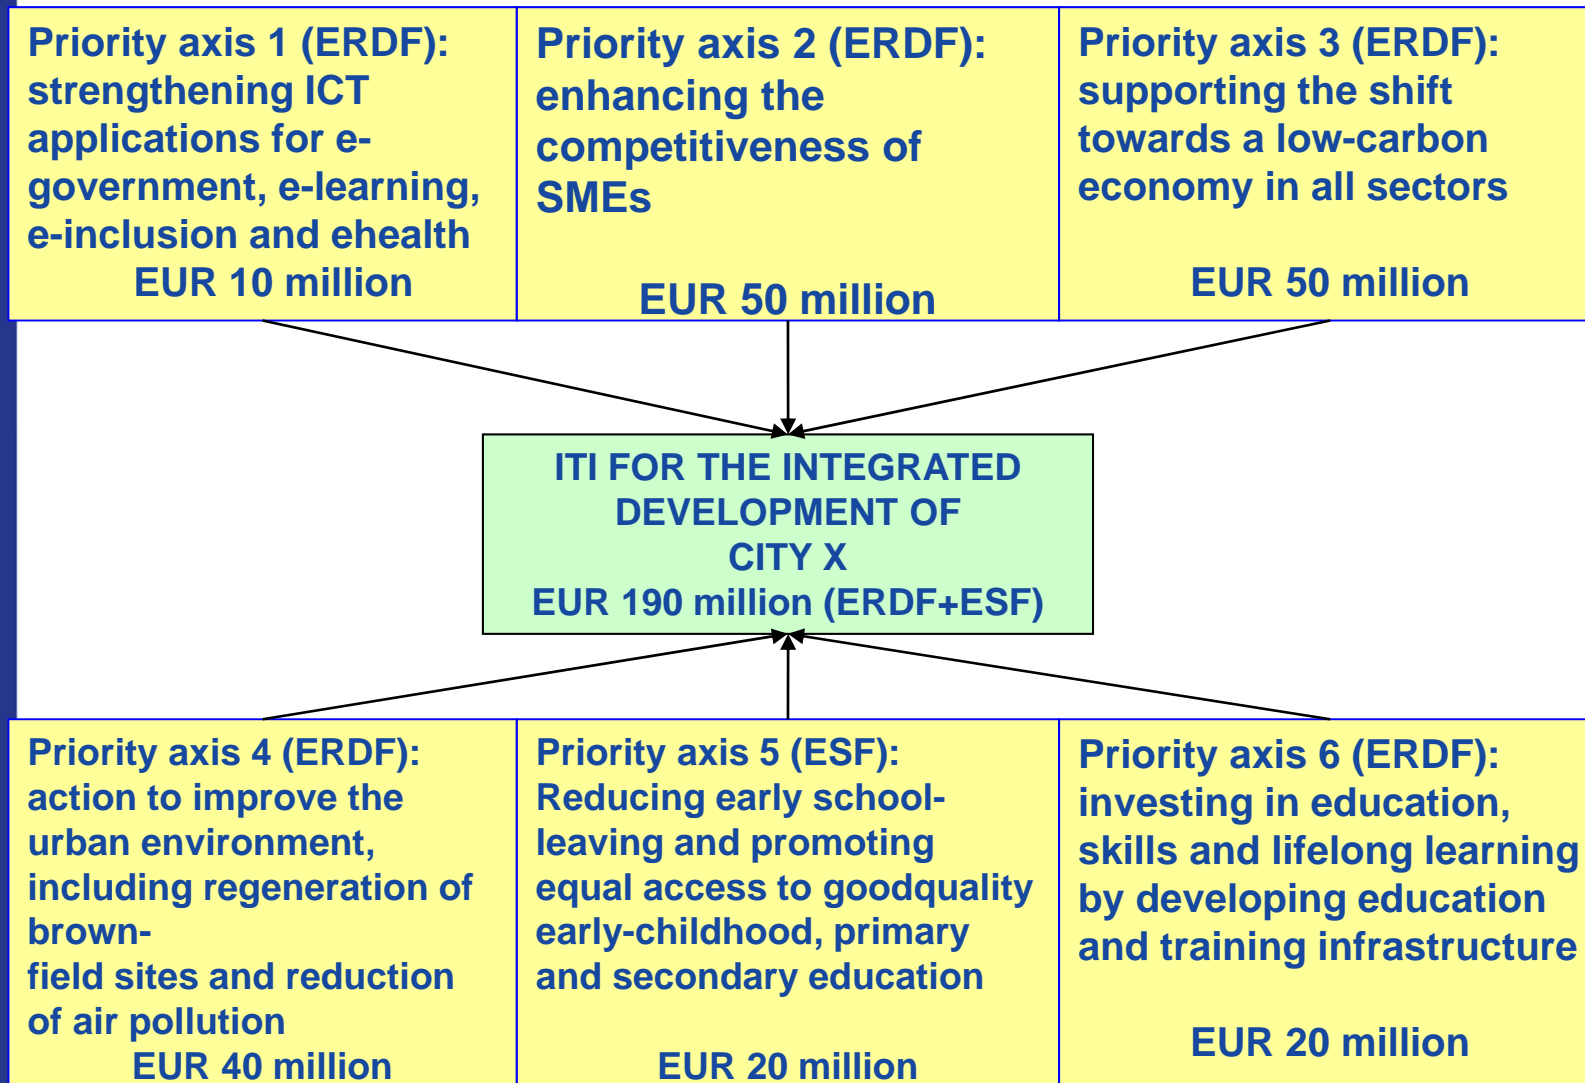 Priority axis 1 (ERDF):
strengthening ICT
applications for e-
government, e-learning,
e-inclusion and ehealth
EUR 10 million
Priority axis 2 (ERDF):
enhancing the
competitiveness of
SMEs
EUR 50 million
Priority axis 3 (ERDF):
supporting the shift
towards a low-carbon
economy in all sectors
EUR 50 million
ITI FOR THE INTEGRATED
DEVELOPMENT OF
CITY X
EUR 190 million (ERDF+ESF)
Priority axis 4 (ERDF):
action to improve the
urban environment,
including regeneration of
brown-
field sites and reduction
of air pollution
EUR 40 million
Priority axis 5 (ESF):
Reducing early school-
leaving and promoting
equal access to goodquality
early-childhood, primary
and secondary education
EUR 20 million
Priority axis 6 (ERDF):
investing in education,
skills and lifelong learning
by developing education
and training infrastructure
EUR 20 million